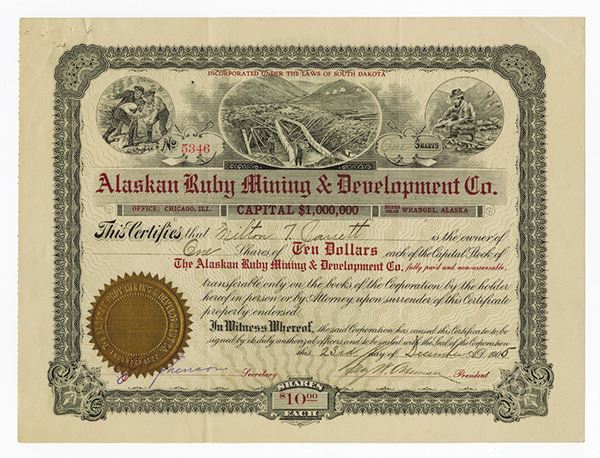 INCORPORATED UNDER THE LAWS OF SOUTH DAKOTA
No 5346
One SHARES
Alaskan Ruby Mining & Development Co.
OFFICE: CHICAGO, ILL. CAPITAL $1,000,000 MINES NEAR WRANGEL, ALASKA
This Certifies that Milton T. Garrett is the owner of
One Shares of Ten Dollars each of the Capital Stock of
The Alaskan Ruby Mining & Development Co. fully paid and non-assessable,
transferable only on the books of the Corporation by the holder
hereof in person or by Attorney upon surrender of this Certificate
properly endorsed.
In Witness Whereof, the said Corporation has caused this Certificate to be
signed by its duly authorized officers and to be sealed with the Seal of the Corporation
this 23rd day of December A.D. 1905
Secretary President
SHARES
$10.00
EACH